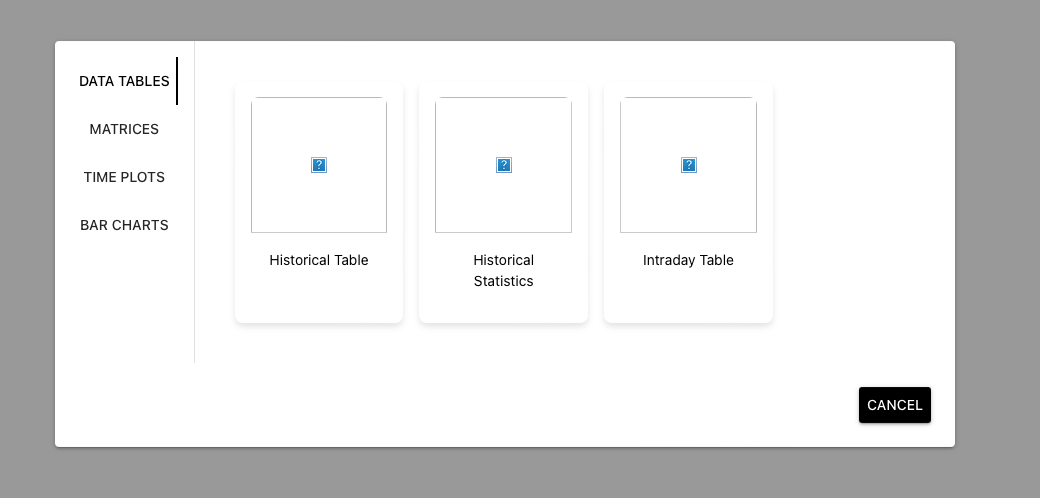 DATA TABLES
MATRICES
TIME PLOTS
BAR CHARTS
?
?
?
Historical Table
Historical
Statistics
Intraday Table
CANCEL